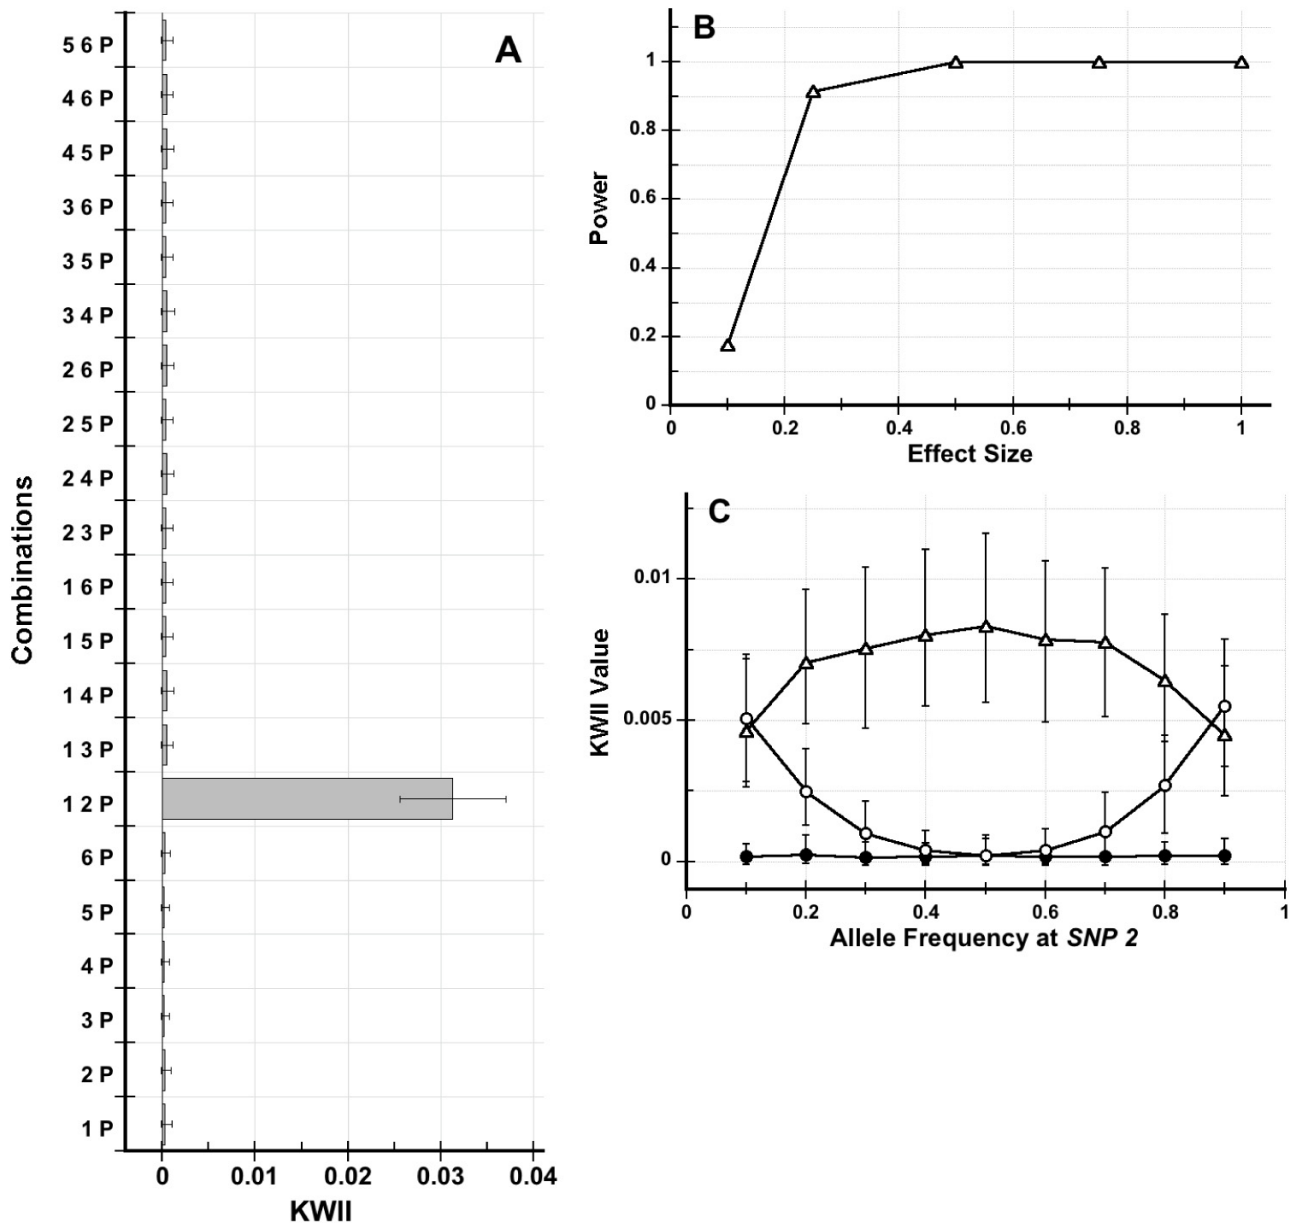 A
5 6 P
4 6 P
4 5 P
3 6 P
3 5 P
3 4 P
2 6 P
2 5 P
2 4 P
2 3 P
1 6 P
1 5 P
1 4 P
1 3 P
1 2 P
6 P
5 P
4 P
3 P
2 P
1 P
Combinations
0 0.01 0.02 0.03 0.04
KWII
B
1
0.8
0.6
0.4
0.2
0
Power
0 0.2 0.4 0.6 0.8 1
Effect Size
C
0.01
0.005
0
KWII Value
0 0.2 0.4 0.6 0.8 1
Allele Frequency at SNP 2